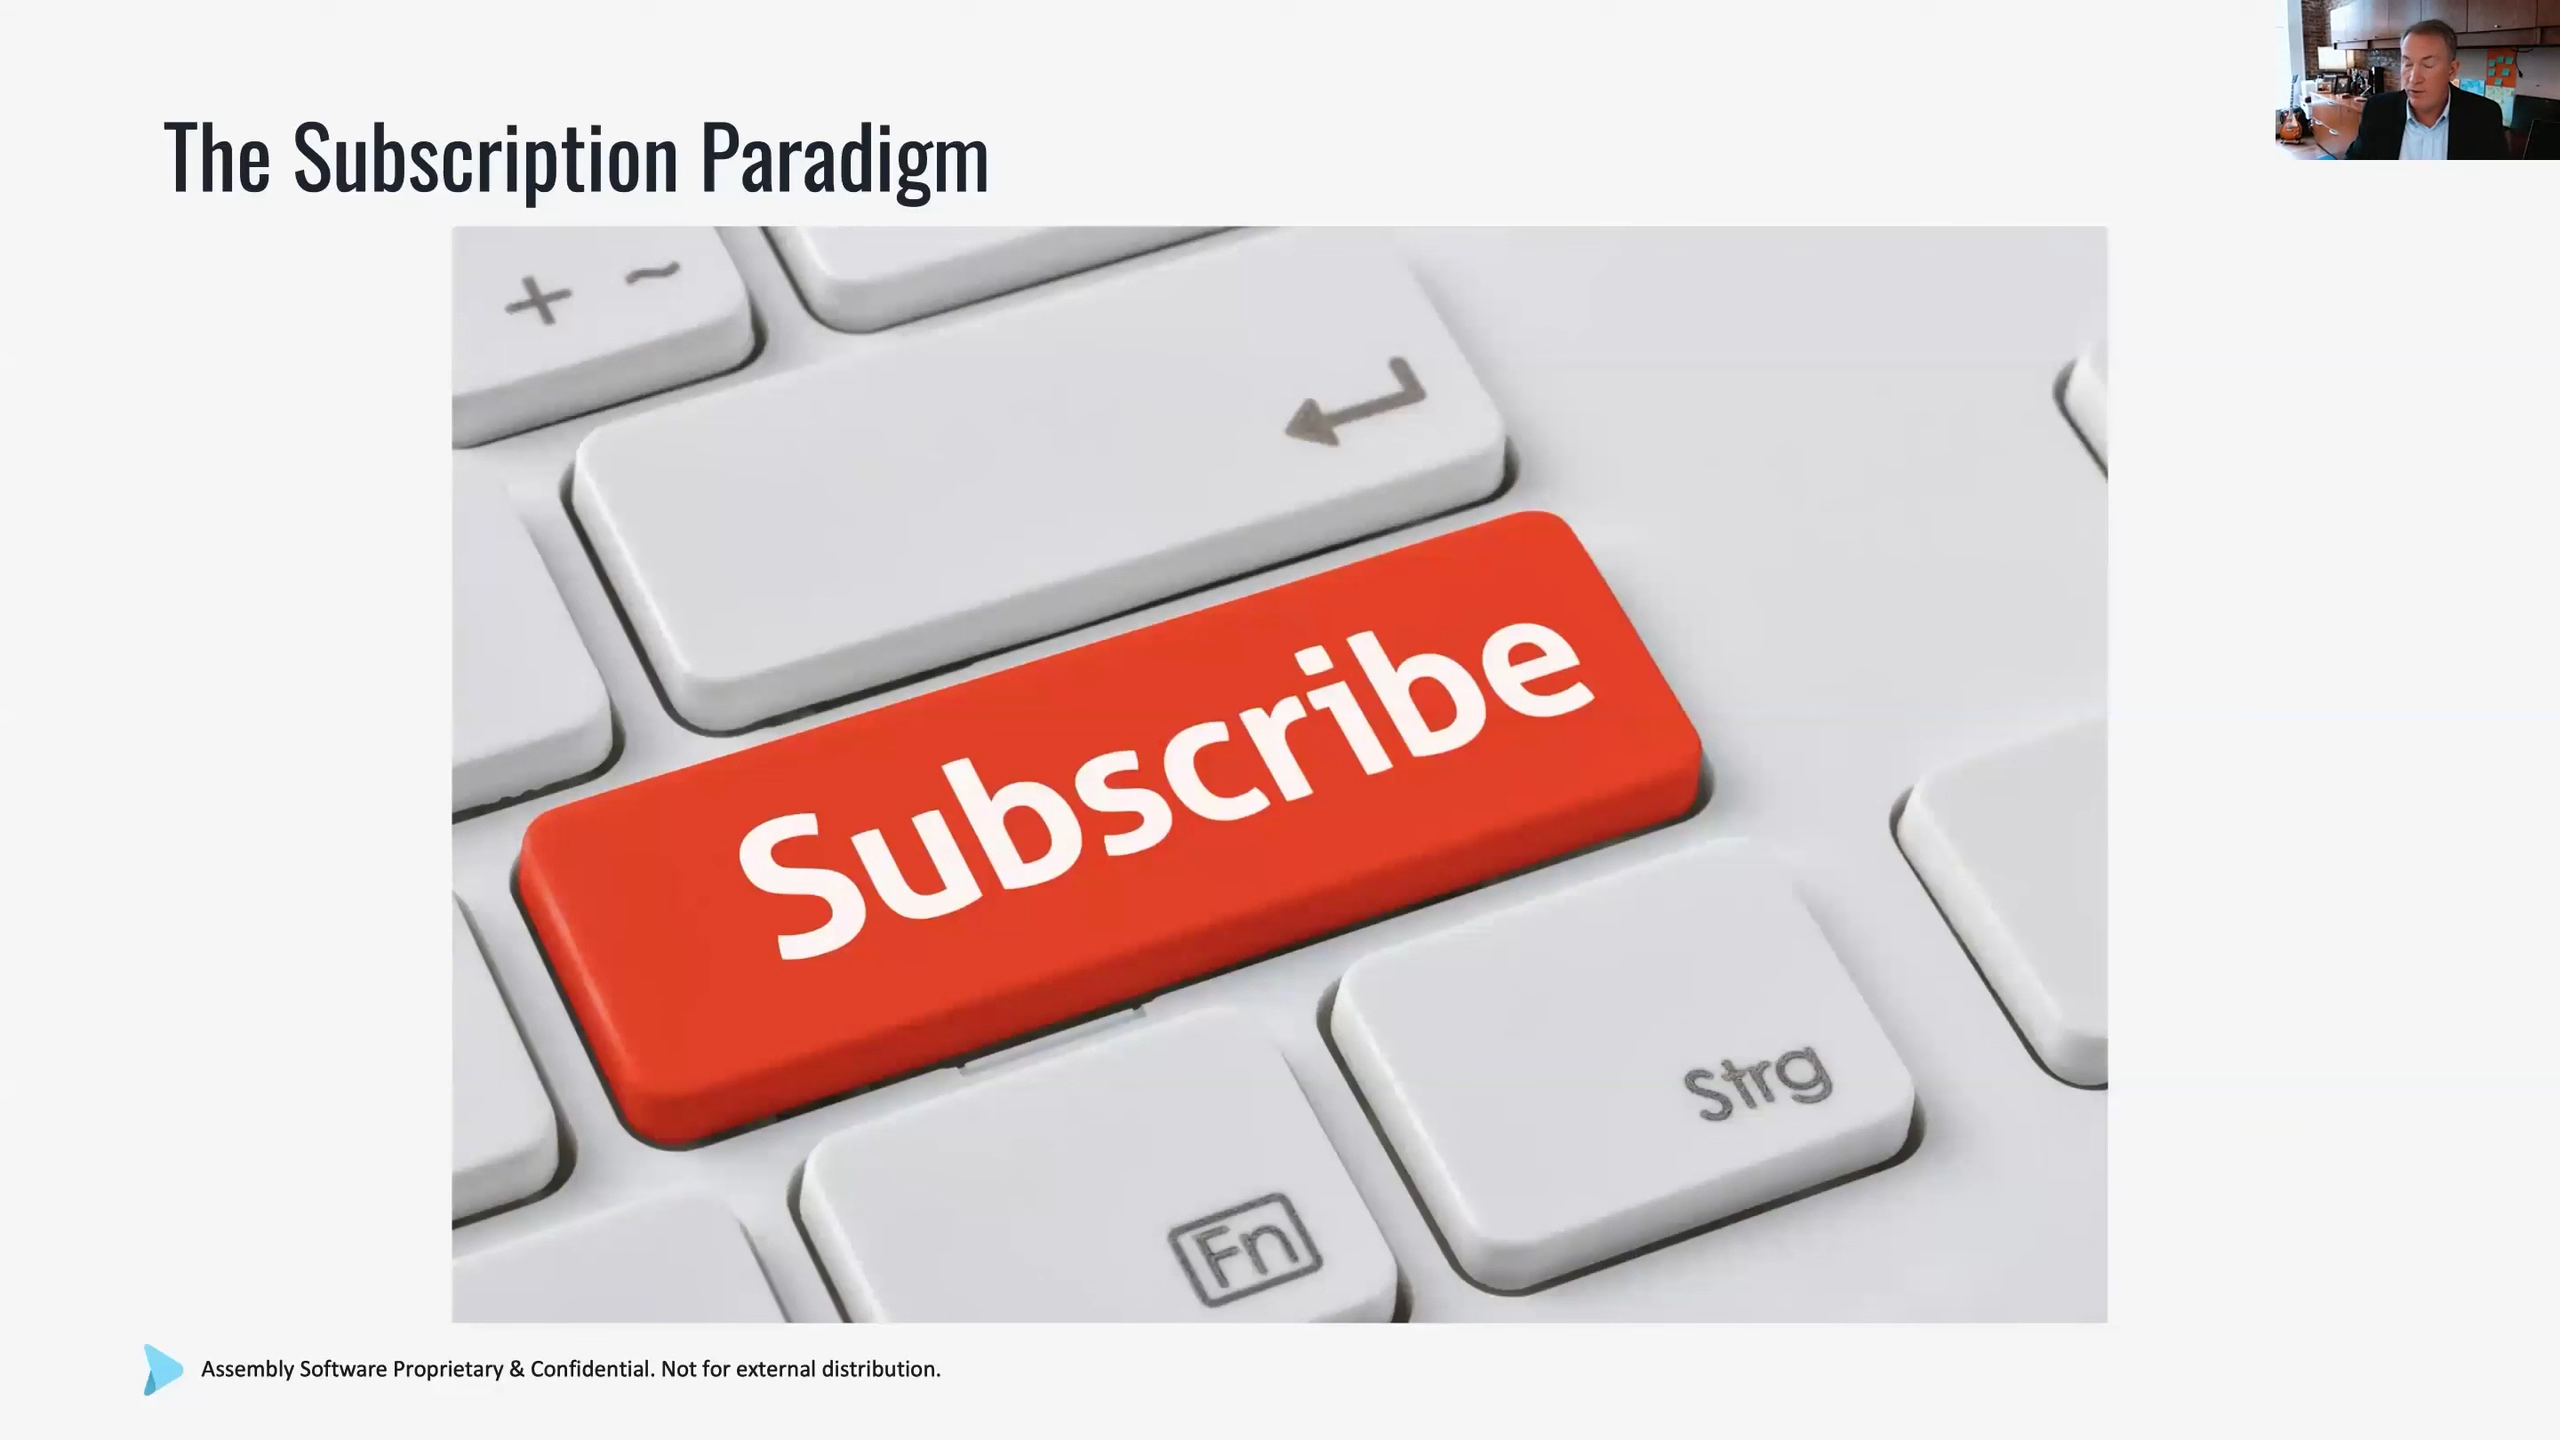 The Subscription Paradigm
+ ~
Subscribe
Strg
Fn
Assembly Software Proprietary & Confidential. Not for external distribution.